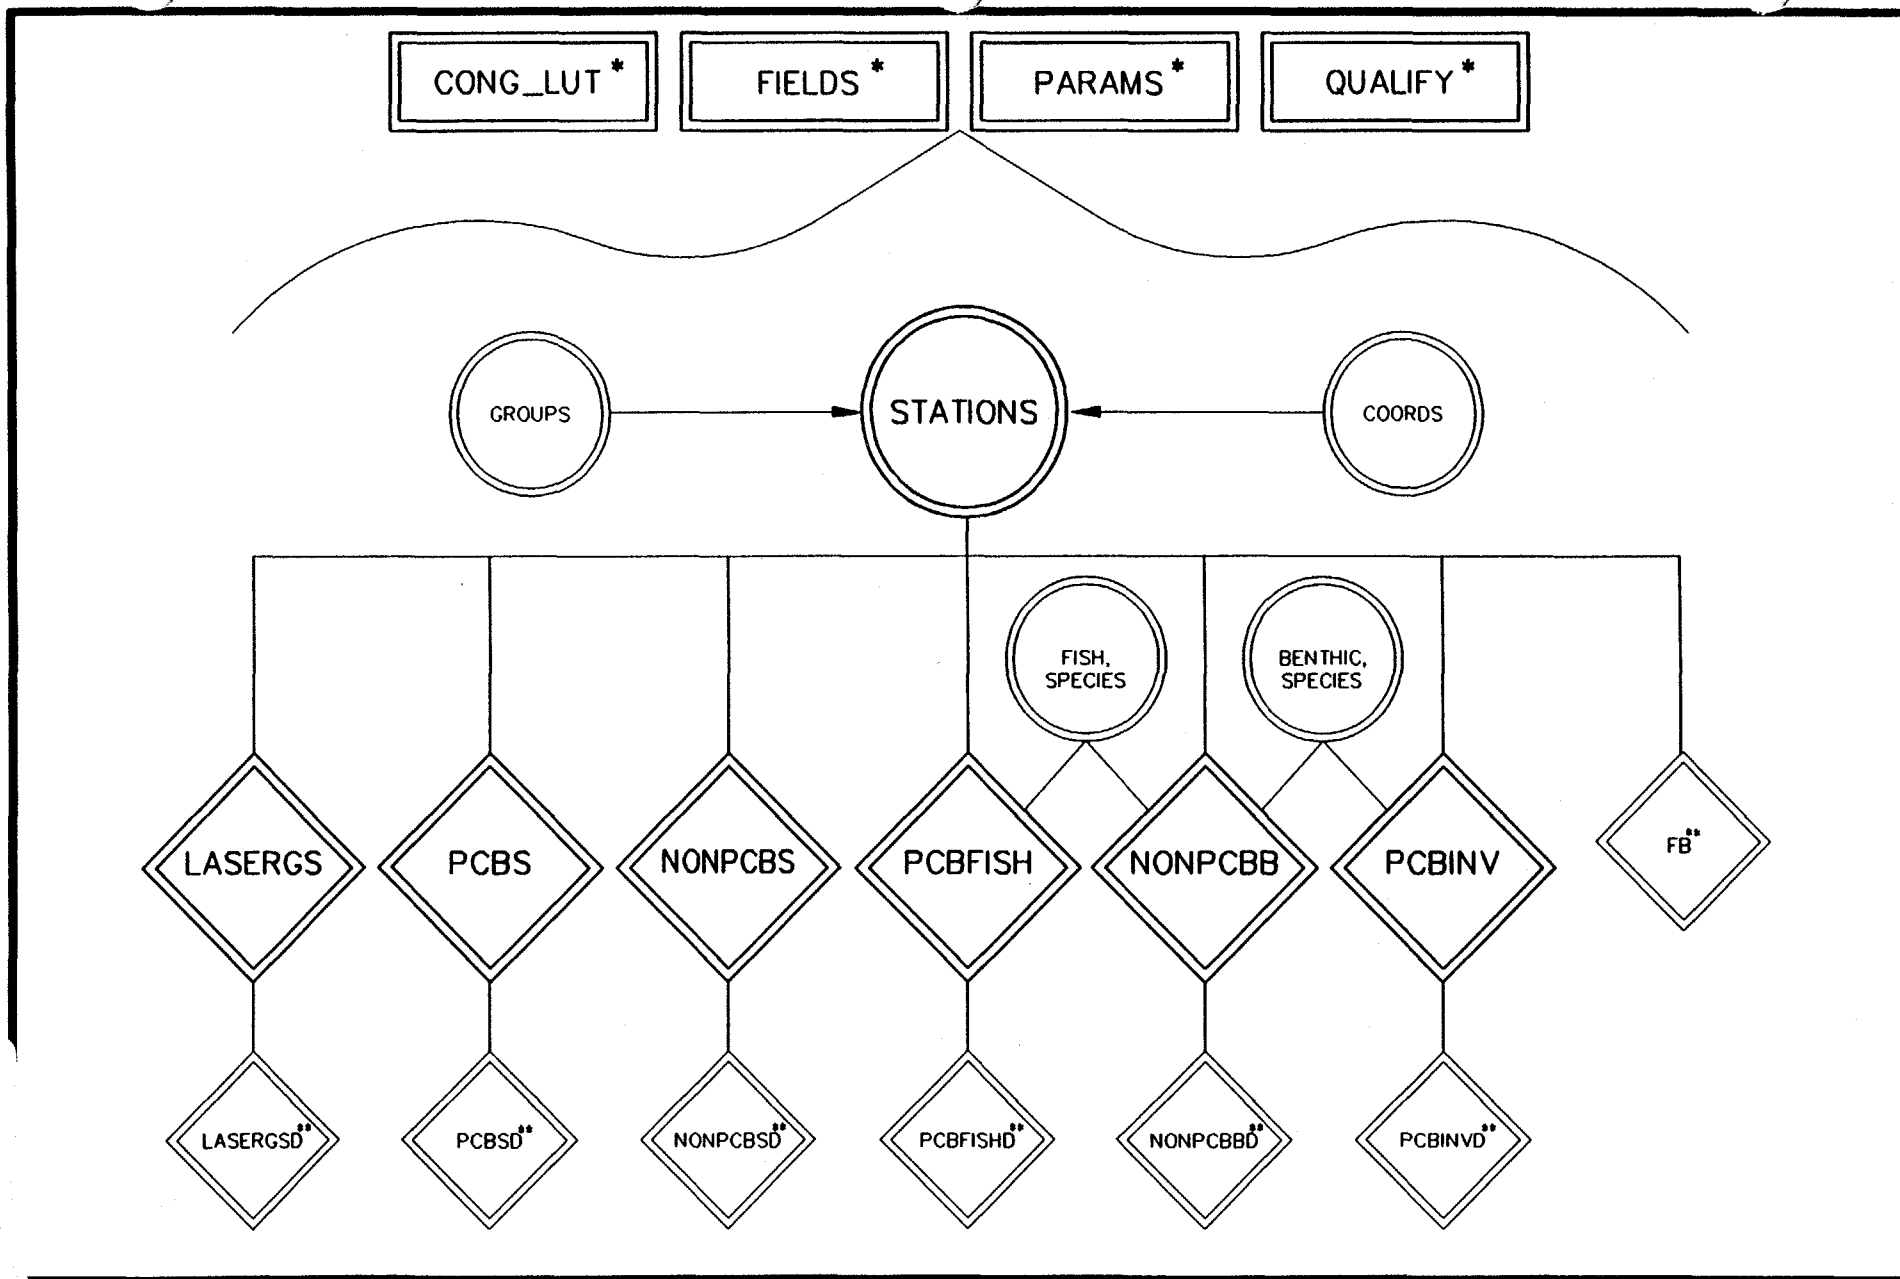 CONG_LUT *
FIELDS *
PARAMS *
QUALIFY *
GROUPS
STATIONS
COORDS
FISH,
SPECIES
BENTHIC,
SPECIES
LASERGS
PCBS
NONPCBS
PCBFISH
NONPCBB
PCBINV
FB**
LASERGSD**
PCBSD**
NONPCBSD**
PCBFISHD**
NONPCBBD**
PCBINVD**